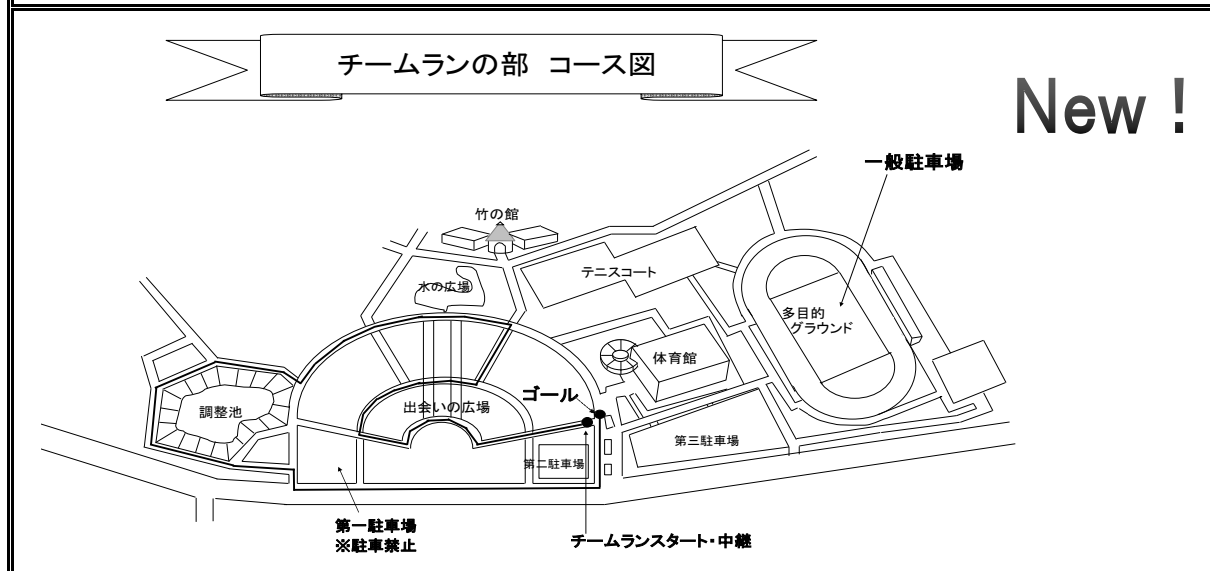 チームランの部 コース図
New !
一般駐車場
竹の館
テニスコート
水の広場
多目的
グラウンド
体育館
ゴール
出会いの広場
調整池
第三駐車場
第二駐車場
第一駐車場
※駐車禁止
チームランスタート・中継